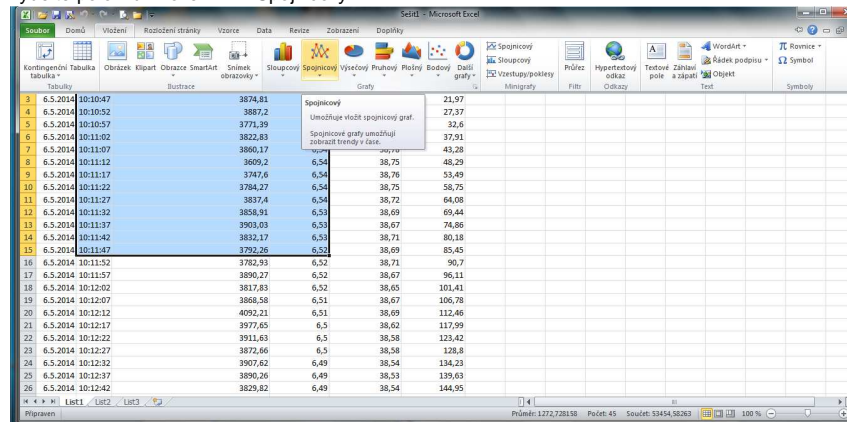 Sešit1 - Microsoft Excel
Soubor Domů Vložení Rozložení stránky Vzorce Data Revize Zobrazení Doplňky
Kontingenční tabulka Tabulka Obrázek Klipart Obrazce SmartArt Snímek obrazovky Sloupcový Spojnicový Výsečový Pruhový Plošný Bodový Další grafy Spojnicový Sloupcový Vzestupy/poklesy Průřez Hypertextový odkaz Textové pole Záhlaví a zápatí WordArt Řádek podpisu Objekt Rovnice Symbol
Tabulky Ilustrace Grafy Minigrafy Filtr Odkazy Text Symboly
Spojnicový
Umožňuje vložit spojnicový graf.
Spojnicové grafy umožňují
zobrazit trendy v čase.
3 6.5.2014 10:10:47 3874,81 21,97
4 6.5.2014 10:10:52 3887,2 27,37
5 6.5.2014 10:10:57 3771,39 32,6
6 6.5.2014 10:11:02 3822,83 37,91
7 6.5.2014 10:11:07 3860,17 43,28
8 6.5.2014 10:11:12 3609,2 6,54 38,75 48,29
9 6.5.2014 10:11:17 3747,6 6,54 38,76 53,49
10 6.5.2014 10:11:22 3784,27 6,54 38,75 58,75
11 6.5.2014 10:11:27 3837,4 6,54 38,72 64,08
12 6.5.2014 10:11:32 3858,91 6,53 38,69 69,44
13 6.5.2014 10:11:37 3903,03 6,53 38,67 74,86
14 6.5.2014 10:11:42 3832,17 6,53 38,71 80,18
15 6.5.2014 10:11:47 3792,26 6,52 38,69 85,45
16 6.5.2014 10:11:52 3782,93 6,52 38,71 90,7
17 6.5.2014 10:11:57 3890,27 6,52 38,67 96,11
18 6.5.2014 10:12:02 3817,83 6,52 38,65 101,41
19 6.5.2014 10:12:07 3868,58 6,51 38,67 106,78
20 6.5.2014 10:12:12 4092,21 6,51 38,69 112,46
21 6.5.2014 10:12:17 3977,65 6,5 38,62 117,99
22 6.5.2014 10:12:22 3911,63 6,5 38,58 123,42
23 6.5.2014 10:12:27 3872,66 6,5 38,58 128,8
24 6.5.2014 10:12:32 3907,62 6,49 38,54 134,23
25 6.5.2014 10:12:37 3890,26 6,49 38,53 139,63
26 6.5.2014 10:12:42 3829,82 6,49 38,54 144,95
List1 List2 List3
Připraven Průměr: 1272,728158 Počet: 45 Součet: 53454,58263 100 %